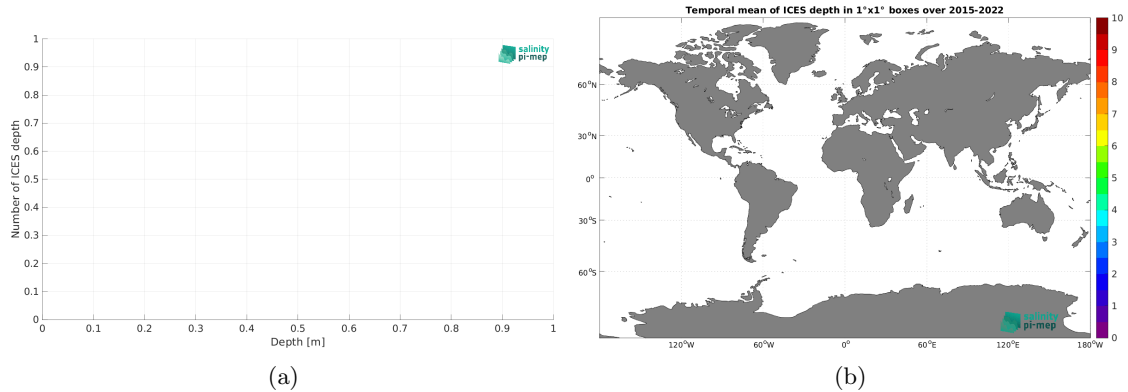 1
0.9
0.8
0.7
0.6
0.5
0.4
0.3
0.2
0.1
0
Number of ICES depth
0 0.1 0.2 0.3 0.4 0.5 0.6 0.7 0.8 0.9 1
Depth [m]
salinity
pi-mep
(a)
Temporal mean of ICES depth in 1°x1° boxes over 2015-2022
60°N
30°N
0°
30°S
60°S
120°W 60°W 0° 60°E 120°E 180°W
salinity
pi-mep
10
9
8
7
6
5
4
3
2
1
0
(b)